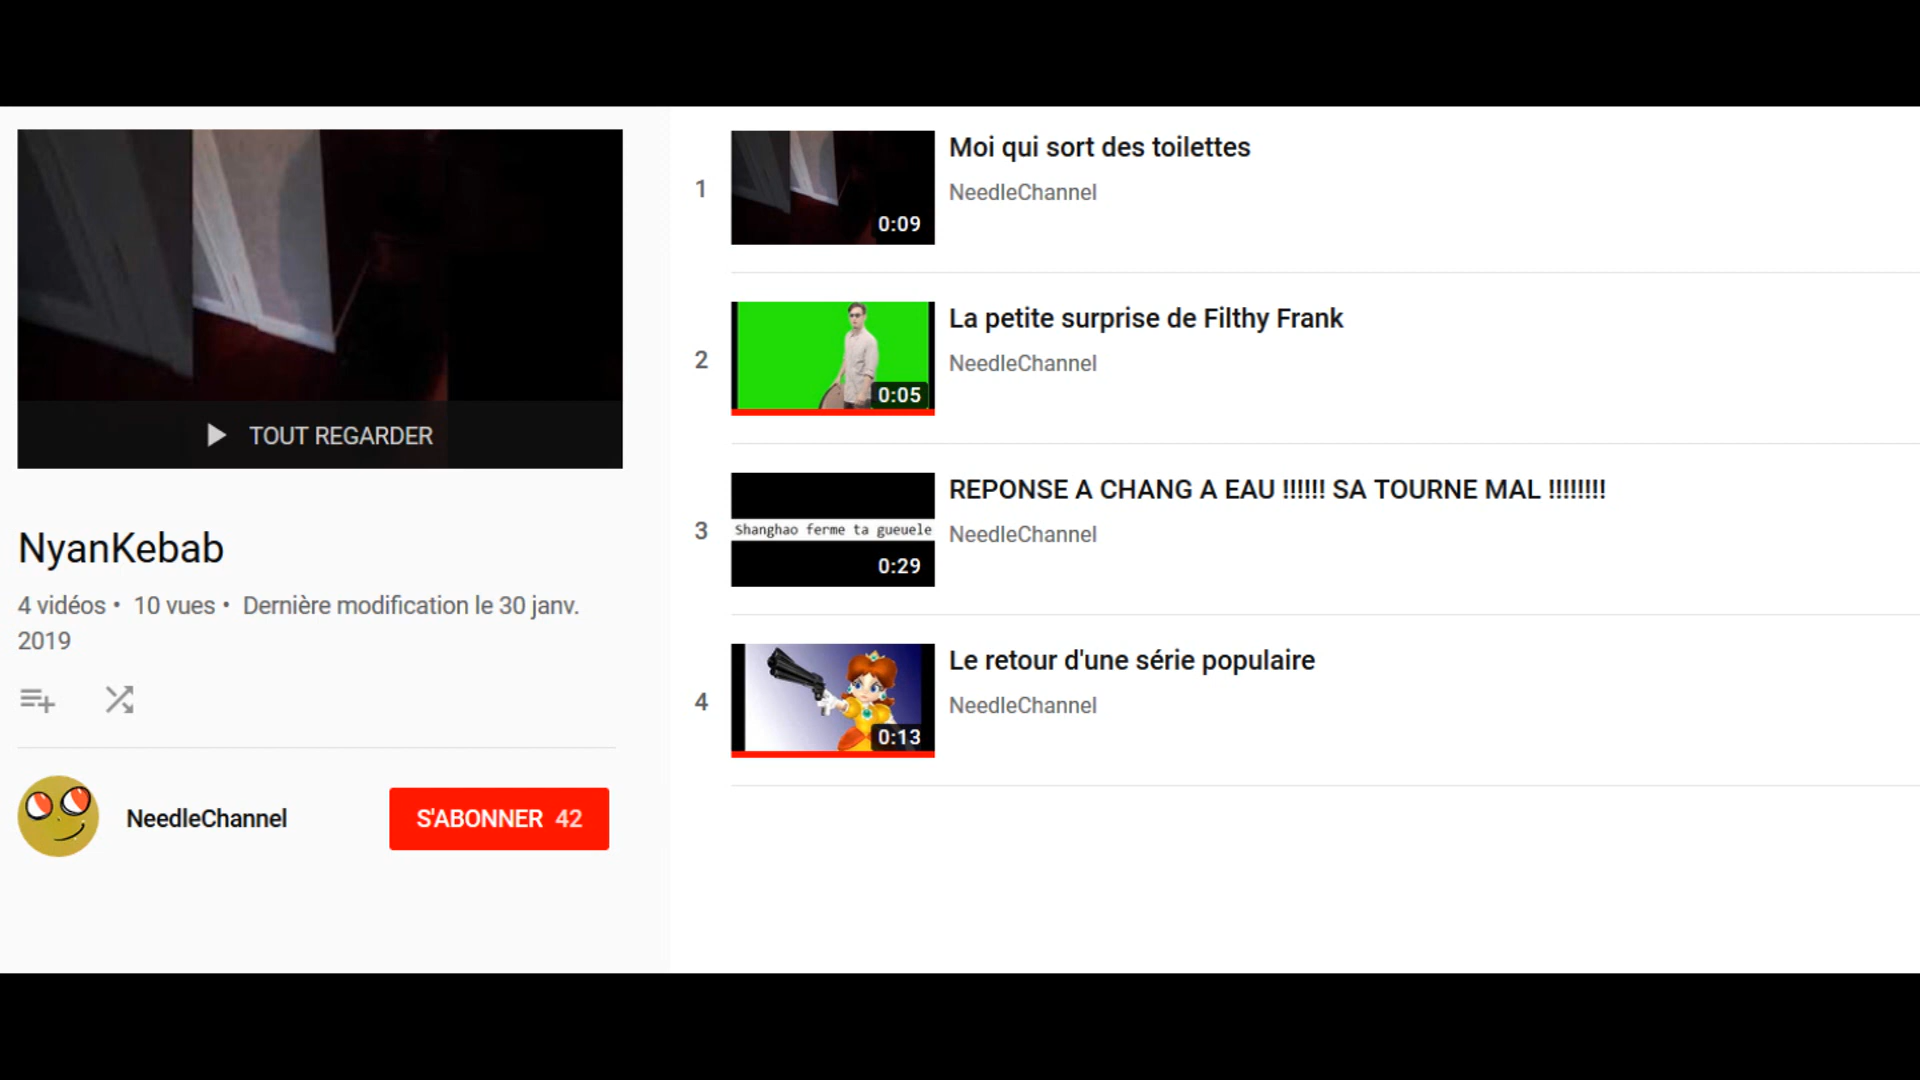 TOUT REGARDER
NyanKebab
4 vidéos • 10 vues • Dernière modification le 30 janv.
2019
NeedleChannel
S'ABONNER 42
1
Moi qui sort des toilettes
NeedleChannel
0:09
2
La petite surprise de Filthy Frank
NeedleChannel
0:05
3
REPONSE A CHANG A EAU !!!!!! SA TOURNE MAL !!!!!!!!
NeedleChannel
Shanghao ferme ta gueuele
0:29
4
Le retour d'une série populaire
NeedleChannel
0:13